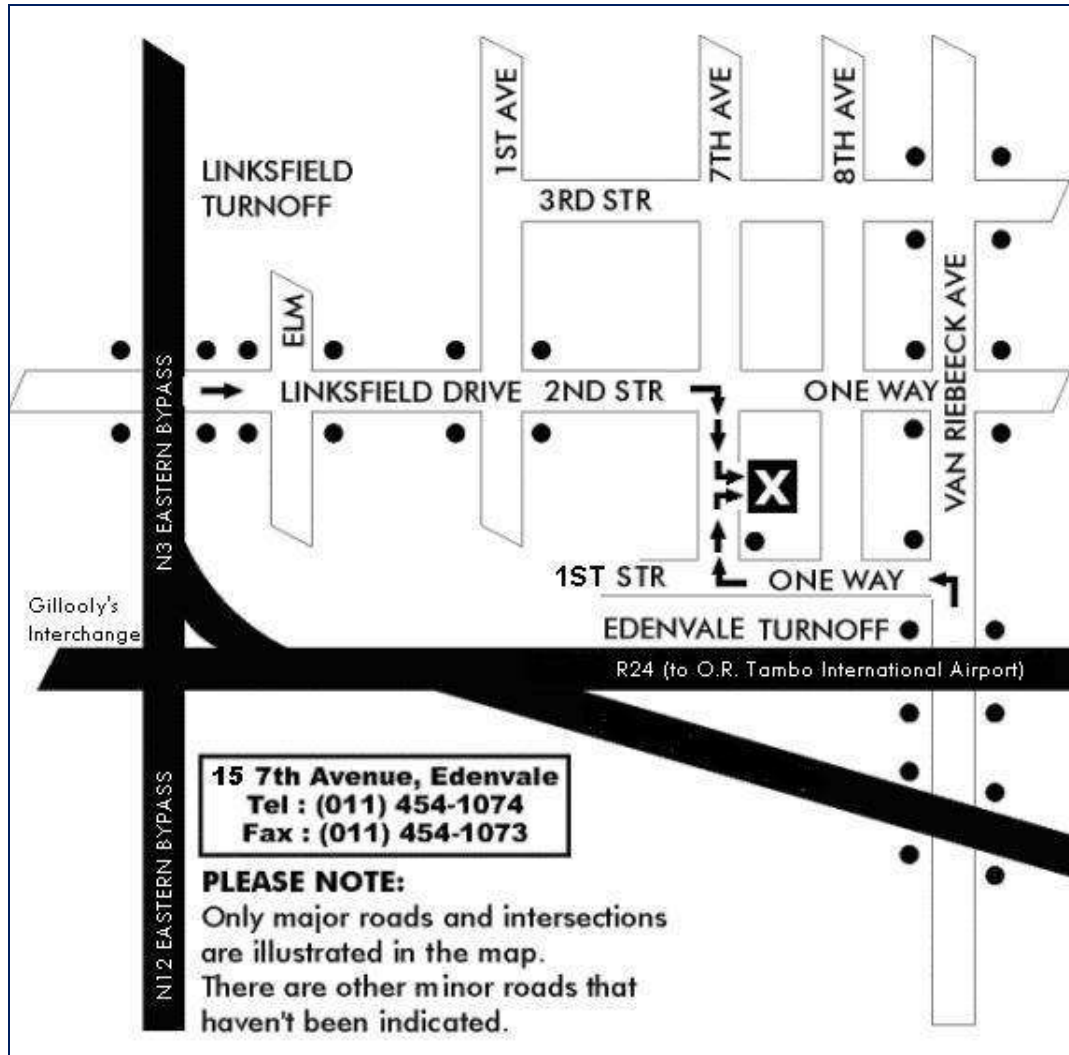 1ST AVE
7TH AVE
8TH AVE
LINKSFIELD
TURNOFF
3RD STR
ELM
VAN RIEBEECK AVE
N3 EASTERN BYPASS
LINKSFIELD DRIVE
2ND STR
ONE WAY
X
1ST STR
ONE WAY
Gillooly's
Interchange
EDENVALE TURNOFF
R24 (to O.R. Tambo International Airport)
N12 EASTERN BYPASS
15 7th Avenue, Edenvale
Tel : (011) 454-1074
Fax : (011) 454-1073
PLEASE NOTE:
Only major roads and intersections
are illustrated in the map.
There are other minor roads that
haven't been indicated.